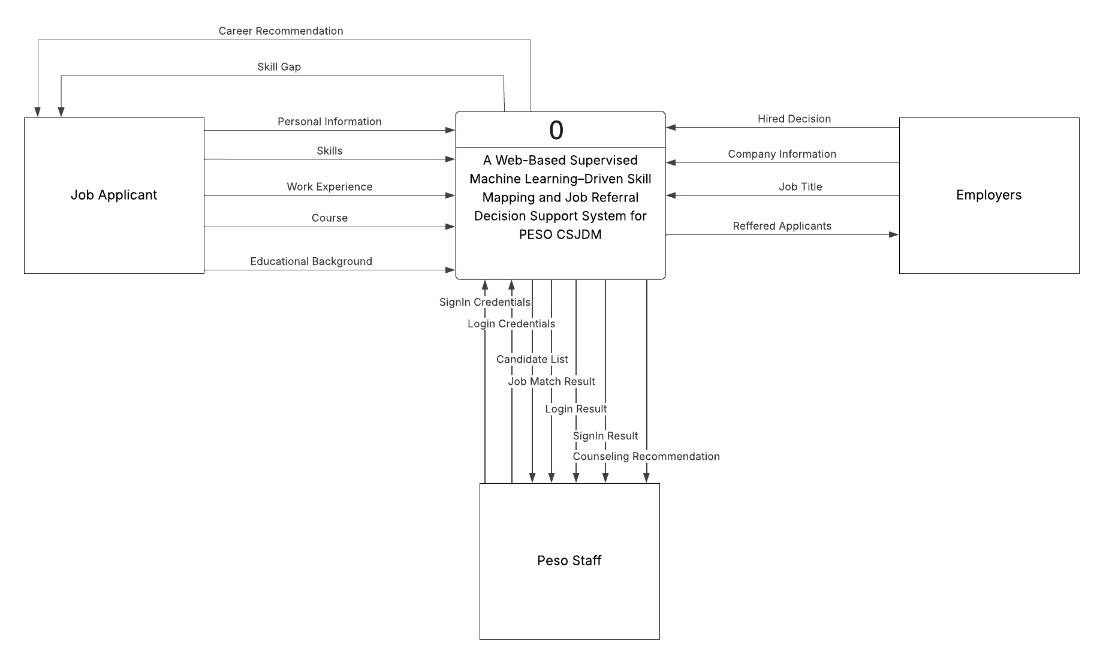 Career Recommendation
Skill Gap
Personal Information
Skills
Work Experience
Course
Educational Background
Job Applicant
0
A Web-Based Supervised
Machine Learning–Driven Skill
Mapping and Job Referral
Decision Support System for
PESO CSJDM
Hired Decision
Company Information
Job Title
Reffered Applicants
Employers
SignIn Credentials
Login Credentials
Candidate List
Job Match Result
Login Result
SignIn Result
Counseling Recommendation
Peso Staff